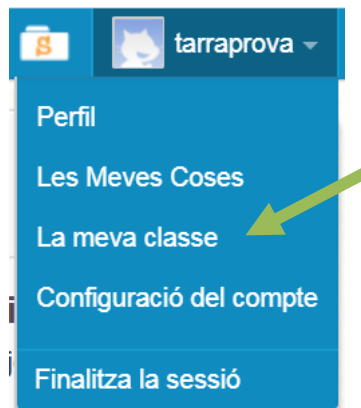 S tarraprova
Perfil
Les Meves Coses
La meva classe
Configuració del compte
Finalitza la sessió